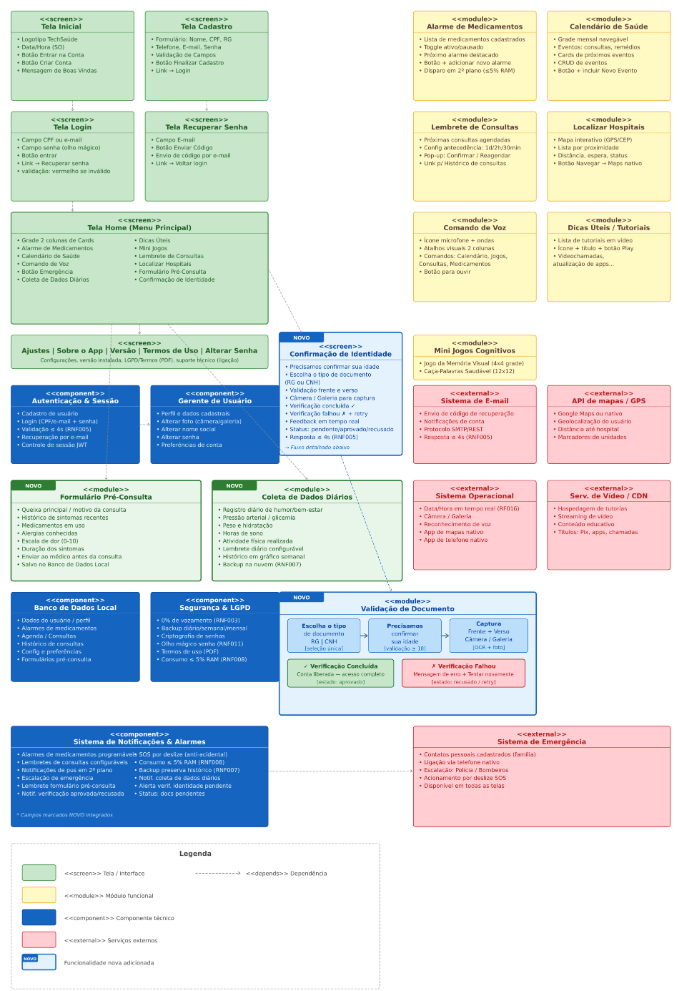 <<screen>>
Tela Inicial
• Logotipo TechSaúde
• Data/Hora (SO)
• Botão Entrar na Conta
• Botão Criar Conta
• Mensagem de Boas Vindas
<<screen>>
Tela Cadastro
• Formulário: Nome, CPF, RG
• Telefone, E-mail, Senha
• Validação de Campos
• Botão Finalizar Cadastro
• Link → Login
<<module>>
Alarme de Medicamentos
• Lista de medicamentos cadastrados
• Toggle ativo/pausado
• Próximo alarme destacado
• Botão + adicionar novo alarme
• Disparo em 2º plano (≤5% RAM)
<<module>>
Calendário de Saúde
• Grade mensal navegável
• Eventos: consultas, remédios
• Cards de próximos eventos
• CRUD de eventos
• Botão + incluir Novo Evento
<<screen>>
Tela Login
• Campo CPF ou e-mail
• Campo senha (olho mágico)
• Botão entrar
• Link → Recuperar senha
• validação: vermelho se inválido
<<screen>>
Tela Recuperar Senha
• Campo E-mail
• Botão Enviar Código
• Envio de código por e-mail
• Link → Voltar login
<<module>>
Lembrete de Consultas
• Próximas consultas agendadas
• Config antecedência: 1d/2h/30min
• Pop-up: Confirmar / Reagendar
• Link p/ Histórico de consultas
<<module>>
Localizar Hospitais
• Mapa interativo (GPS/CEP)
• Lista por proximidade
• Distância, espera, status
• Botão Navegar → Maps nativo
<<screen>>
Tela Home (Menu Principal)
• Grade 2 colunas de Cards
• Alarme de Medicamentos
• Calendário de Saúde
• Comando de Voz
• Botão Emergência
• Coleta de Dados Diários
• Dicas Úteis
• Mini Jogos
• Lembrete de Consultas
• Localizar Hospitais
• Formulário Pré-Consulta
• Confirmação de Identidade
<<module>>
Comando de Voz
• Ícone microfone + ondas
• Atalhos visuais 2 colunas
• Comandos: Calendário, Jogos,
Consultas, Medicamentos
• Botão para ouvir
<<module>>
Dicas Úteis / Tutoriais
• Lista de tutoriais em vídeo
• Ícone + título + botão Play
• Videochamadas,
atualização de apps...
<<screen>>
Ajustes | Sobre o App | Versão | Termos de Uso | Alterar Senha
Configurações, versão instalada, LGPD/Termos (PDF), suporte técnico (ligação)
NOVO
<<screen>>
Confirmação de Identidade
• Precisamos confirmar sua idade
• Escolha o tipo de documento
(RG ou CNH)
• Validação frente e verso
• Câmera / Galeria para captura
• Verificação concluída ✓
• Verificação falhou ✗ + retry
• Feedback em tempo real
• Status: pendente/aprovado/recusado
• Resposta ≤ 4s (RNF005)
→ Fluxo detalhado abaixo
<<module>>
Mini Jogos Cognitivos
• Jogo da Memória Visual (4x4 grade)
• Caça-Palavras Saudável (12x12)
<<component>>
Autenticação & Sessão
• Cadastro de usuário
• Login (CPF/e-mail + senha)
• Validação ≤ 4s (RNF005)
• Recuperação por e-mail
• Controle de sessão JWT
<<component>>
Gerente de Usuário
• Perfil e dados cadastrais
• Alterar foto (câmera/galeria)
• Alterar nome social
• Alterar senha
• Preferências do conta
<<external>>
Sistema de E-mail
• Envio de código de recuperação
• Notificações de conta
• Protocolo SMTP/REST
• Resposta ≤ 4s (RNF005)
<<external>>
API de mapas / GPS
• Google Maps ou nativo
• Geolocalização do usuário
• Distância até hospital
• Marcadores de unidades
NOVO
<<module>>
Formulário Pré-Consulta
• Queixa principal / motivo da consulta
• Histórico de sintomas recentes
• Medicamentos em uso
• Alergias conhecidas
• Escala de dor (0-10)
• Duração dos sintomas
• Enviar ao médico antes da consulta
• Salvo no Banco de Dados Local
NOVO
<<module>>
Coleta de Dados Diários
• Registro diário de humor/bem-estar
• Pressão arterial / glicemia
• Peso e hidratação
• Horas de sono
• Atividade física realizada
• Lembrete diário configurável
• Histórico em gráfico semanal
• Backup na nuvem (RNF007)
<<external>>
Sistema Operacional
• Data/Hora em tempo real (RF016)
• Câmera / Galeria
• Reconhecimento de voz
• App de mapas nativo
• App de telefone nativo
<<external>>
Serv. de Vídeo / CDN
• Hospedagem de tutoriais
• Streaming de vídeo
• Conteúdo educativo
• Títulos: Pix, apps, chamadas
<<component>>
Banco de Dados Local
• Dados do usuário / perfil
• Alarmes de medicamentos
• Agenda / Consultas
• Histórico de consultas
• Config e preferências
• Formulários pré-consulta
<<component>>
Segurança & LGPD
• 0% de vazamento (RNF003)
• Backup diário/semanal/mensal
• Criptografia de senhas
• Olho mágico senha (RNF011)
• Termos de uso (PDF)
• Consumo ≤ 5% RAM (RNF008)
NOVO
<<module>>
Validação de Documento
Escolha o tipo
de documento
RG | CNH
[seleção única]
Precisamos
confirmar
sua idade
[validação ≥ 18]
Captura
Frente + Verso
Câmera / Galeria
[OCR + foto]
✓ Verificação Concluída
Conta liberada — acesso completo
[estado: aprovado]
✗ Verificação Falhou
Mensagem de erro + Tentar novamente
[estado: recusado / retry]
<<component>>
Sistema de Notificações & Alarmes
• Alarmes de medicamentos programáveis
• Lembretes de consultas configuráveis
• Notificações de pus em 2º plano
• Escalação de emergência
• Lembrete formulário pré-consulta
• Notif. verificação aprovada/recusada
• SOS por deslize (anti-acidental)
• Consumo ≤ 5% RAM (RNF006)
• Backup preserva histórico (RNF007)
• Notif. coleta de dados diários
• Alerta verif. identidade pendente
• Status: docs pendentes
* Campos marcados NOVO integrados
<<external>>
Sistema de Emergência
• Contatos pessoais cadastrados (família)
• Ligação via telefone nativo
• Escalação: Polícia / Bombeiros
• Acionamento por deslize SOS
• Disponível em todas as telas
Legenda
<<screen>> Tela / Interface
<<depends>> Dependência
<<module>> Módulo funcional
<<component>> Componente técnico
<<external>> Serviços externos
NOVO
Funcionalidade nova adicionada